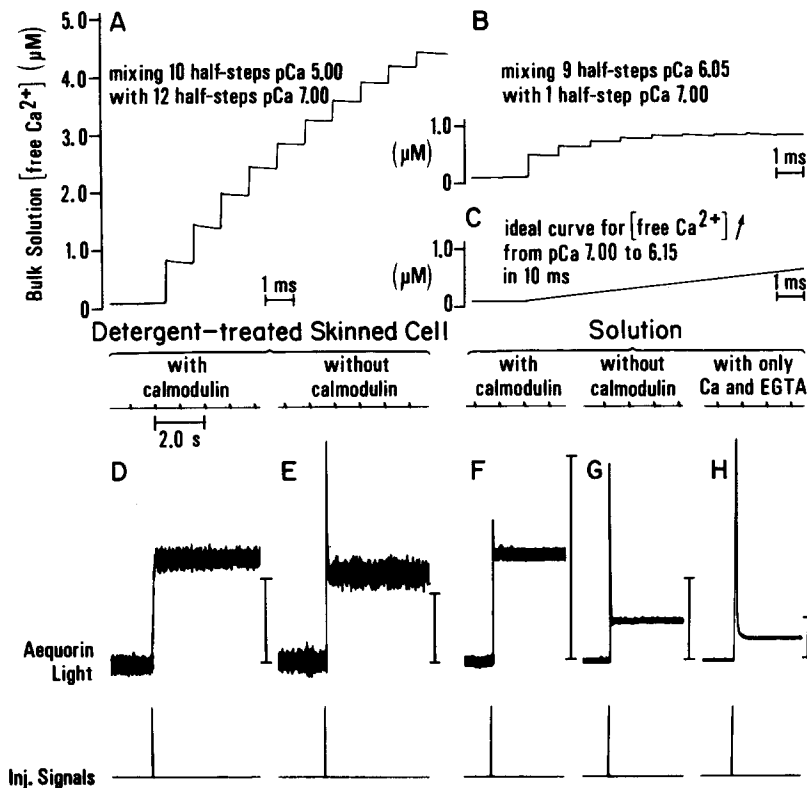 A
5.0
4.0
3.0
2.0
1.0
0
Bulk Solution [free Ca²⁺] (μM)
mixing 10 half-steps pCa 5.00
with 12 half-steps pCa 7.00
1 ms
B
mixing 9 half-steps pCa 6.05
with 1 half-step pCa 7.00
1.0
(μM)
0
1 ms
C
ideal curve for [free Ca²⁺] ↗
from pCa 7.00 to 6.15
in 10 ms
1.0
(μM)
0
1 ms
Detergent-treated Skinned Cell
with
calmodulin
without
calmodulin
Solution
with
calmodulin
without
calmodulin
with only
Ca and EGTA
2.0 s
D
E
F
G
H
Aequorin
Light
Inj. Signals